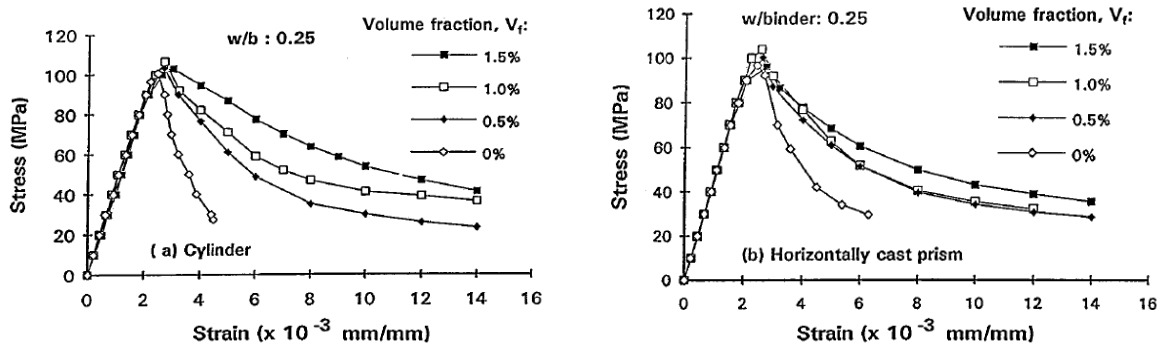 w/b : 0.25
Volume fraction, Vf:
1.5%
1.0%
0.5%
0%
120
100
80
60
40
20
0
Stress (MPa)
( a) Cylinder
0 2 4 6 8 10 12 14 16
Strain (x 10 -3 mm/mm)
w/binder: 0.25
Volume fraction, Vf:
1.5%
1.0%
0.5%
0%
120
100
80
60
40
20
0
Stress (MPa)
(b) Horizontally cast prism
0 2 4 6 8 10 12 14 16
Strain (x 10 -3 mm/mm)